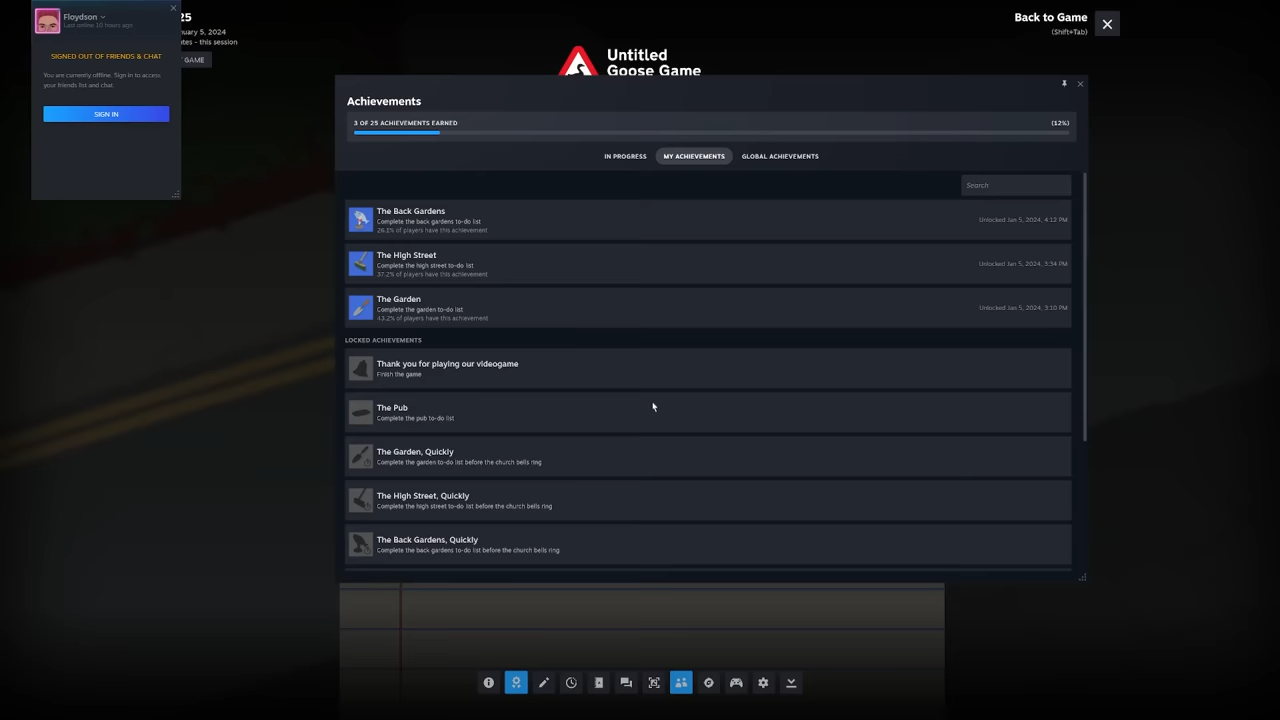 Floydson
Last online 10 hours ago
SIGNED OUT OF FRIENDS & CHAT
You are currently offline. Sign in to access
your friends list and chat.
SIGN IN
25
nuary 5, 2024
tes - this session
GAME
Untitled
Goose Game
Back to Game
(Shift+Tab)
Achievements
3 OF 25 ACHIEVEMENTS EARNED
(12%)
IN PROGRESS
MY ACHIEVEMENTS
GLOBAL ACHIEVEMENTS
Search
The Back Gardens
Complete the back gardens to-do list
26.1% of players have this achievement
Unlocked Jan 5, 2024, 4:12 PM
The High Street
Complete the high street to-do list
37.2% of players have this achievement
Unlocked Jan 5, 2024, 3:34 PM
The Garden
Complete the garden to-do list
43.2% of players have this achievement
Unlocked Jan 5, 2024, 3:10 PM
LOCKED ACHIEVEMENTS
Thank you for playing our videogame
Finish the game
The Pub
Complete the pub to-do list
The Garden, Quickly
Complete the garden to-do list before the church bells ring
The High Street, Quickly
Complete the high street to-do list before the church bells ring
The Back Gardens, Quickly
Complete the back gardens to-do list before the church bells ring